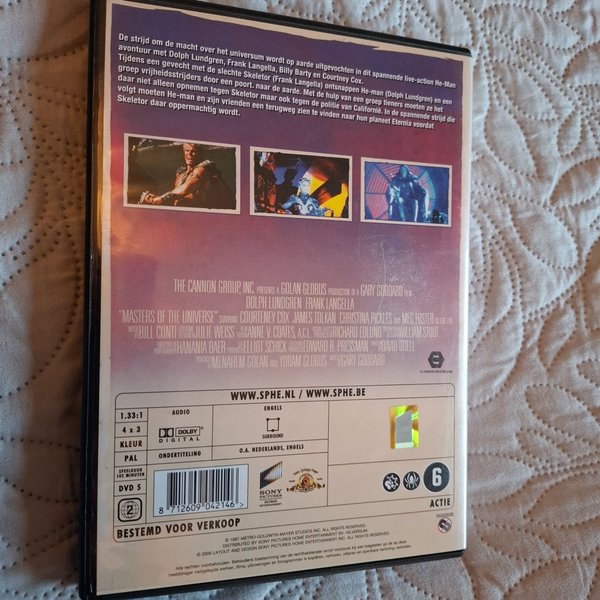 De strijd om de macht over het universum wordt op aarde uitgevochten in dit spannende live-action He-Man
avontuur met Dolph Lundgren, Frank Langella, Billy Barty en Courtney Cox.
Tijdens een gevecht met de slechte Skeletor (Frank Langella) ontsnappen He-Man (Dolph Lundgren) en een
groep vrijheidsstrijders door een poort. naar de aarde. Met de hulp van een groep tieners moeten ze het
daar niet alleen opnemen tegen Skeletor maar ook tegen de politie van Californië. In de spannende strijd die
volgt moeten He-man en zijn vrienden een terugweg zien te vinden naar hun planeet Eternia voordat
Skeletor daar oppermachtig wordt.
THE CANNON GROUP, INC. PRESENTS A GOLAN GLOBUS PRODUCTION OF A GARY GODDARD FILM
DOLPH LUNDGREN FRANK LANGELLA
"MASTERS OF THE UNIVERSE" COURTENEY COX, JAMES TOLKAN, CHRISTINA PICKLES AND MEG FOSTER
BILL CONTI JULIE WEISS ANNE V. COATES, A.C.E. RICHARD EDLUND WILLIAM STOUT
HANANIA BAER ELLIOT SCHICK EDWARD R. PRESSMAN DAVID ODELL
MENAHEM GOLAN AND YORAM GLOBUS GARY GODDARD
WWW.SPHE.NL / WWW.SPHE.BE
1.33:1 AUDIO ENGELS
4 x 3 DOLBY DIGITAL SURROUND
KLEUR
PAL ONDERTITELING O.A. NEDERLANDS, ENGELS
SPEELDUUR
102 MINUTEN
DVD 5
2
8 712609 042146
SONY
PICTURES
HOME
ENTERTAINMENT
6
ACTIE
BESTEMD VOOR VERKOOP
© 1987 METRO-GOLDWYN-MAYER STUDIOS INC. ALL RIGHTS RESERVED.
DISTRIBUTED BY SONY PICTURES HOME ENTERTAINMENT BV, HILVERSUM.
© 2006 LAYOUT AND DESIGN SONY PICTURES HOME ENTERTAINMENT INC. ALL RIGHTS RESERVED.